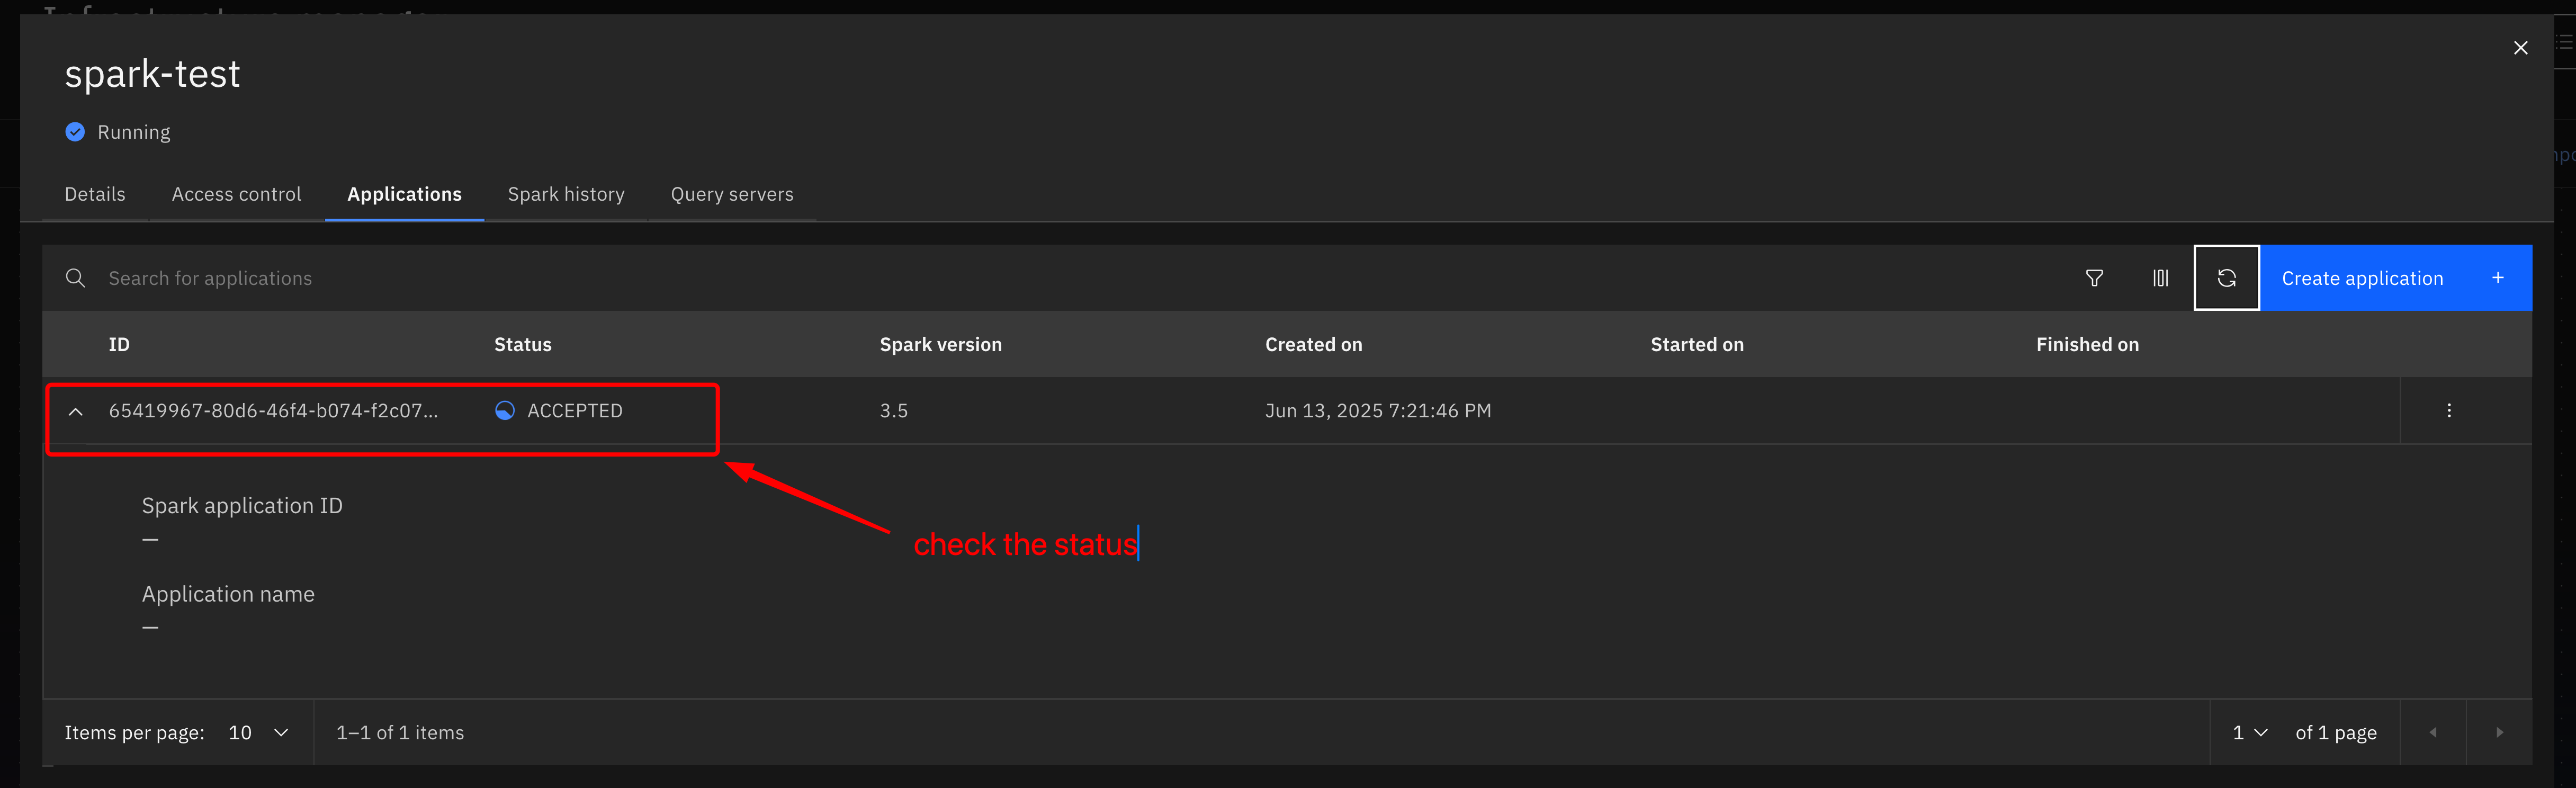 Infrastructure manager
spark-test
Running
Details Access control Applications Spark history Query servers
Search for applications
Create application +
ID Status Spark version Created on Started on Finished on
65419967-80d6-46f4-b074-f2c07... ACCEPTED 3.5 Jun 13, 2025 7:21:46 PM
Spark application ID
—
check the status
Application name
—
Items per page: 10 1–1 of 1 items 1 of 1 page